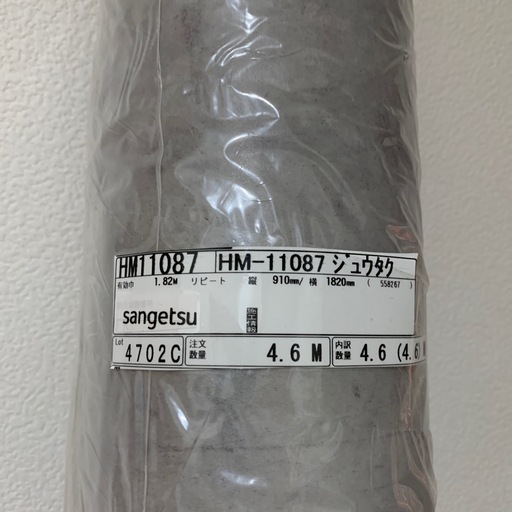 HM11087 HM-11087 ジュウタク
有効巾 1.82M リピート 縦 910mm/ 横 1820mm ( 558267 )
sangetsu
Lot 4702C 注文数量 4.6 M 内訳数量 4.6 (4.6)